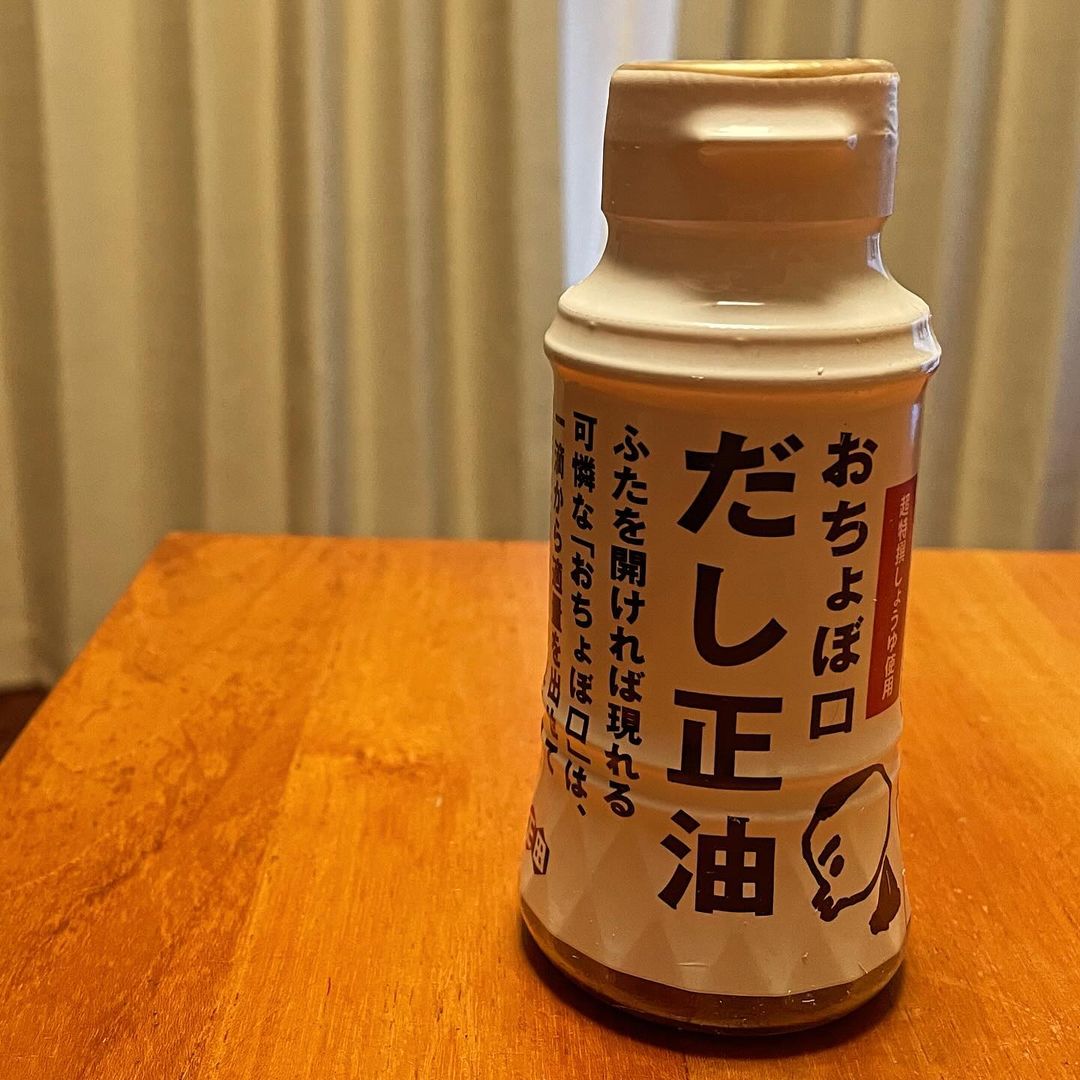 超特撰しょうゆ使用
おちょぼ口
だし正油
ふたを開ければ現れる
可憐な「おちょぼ口」は、
一滴から適量を出せて